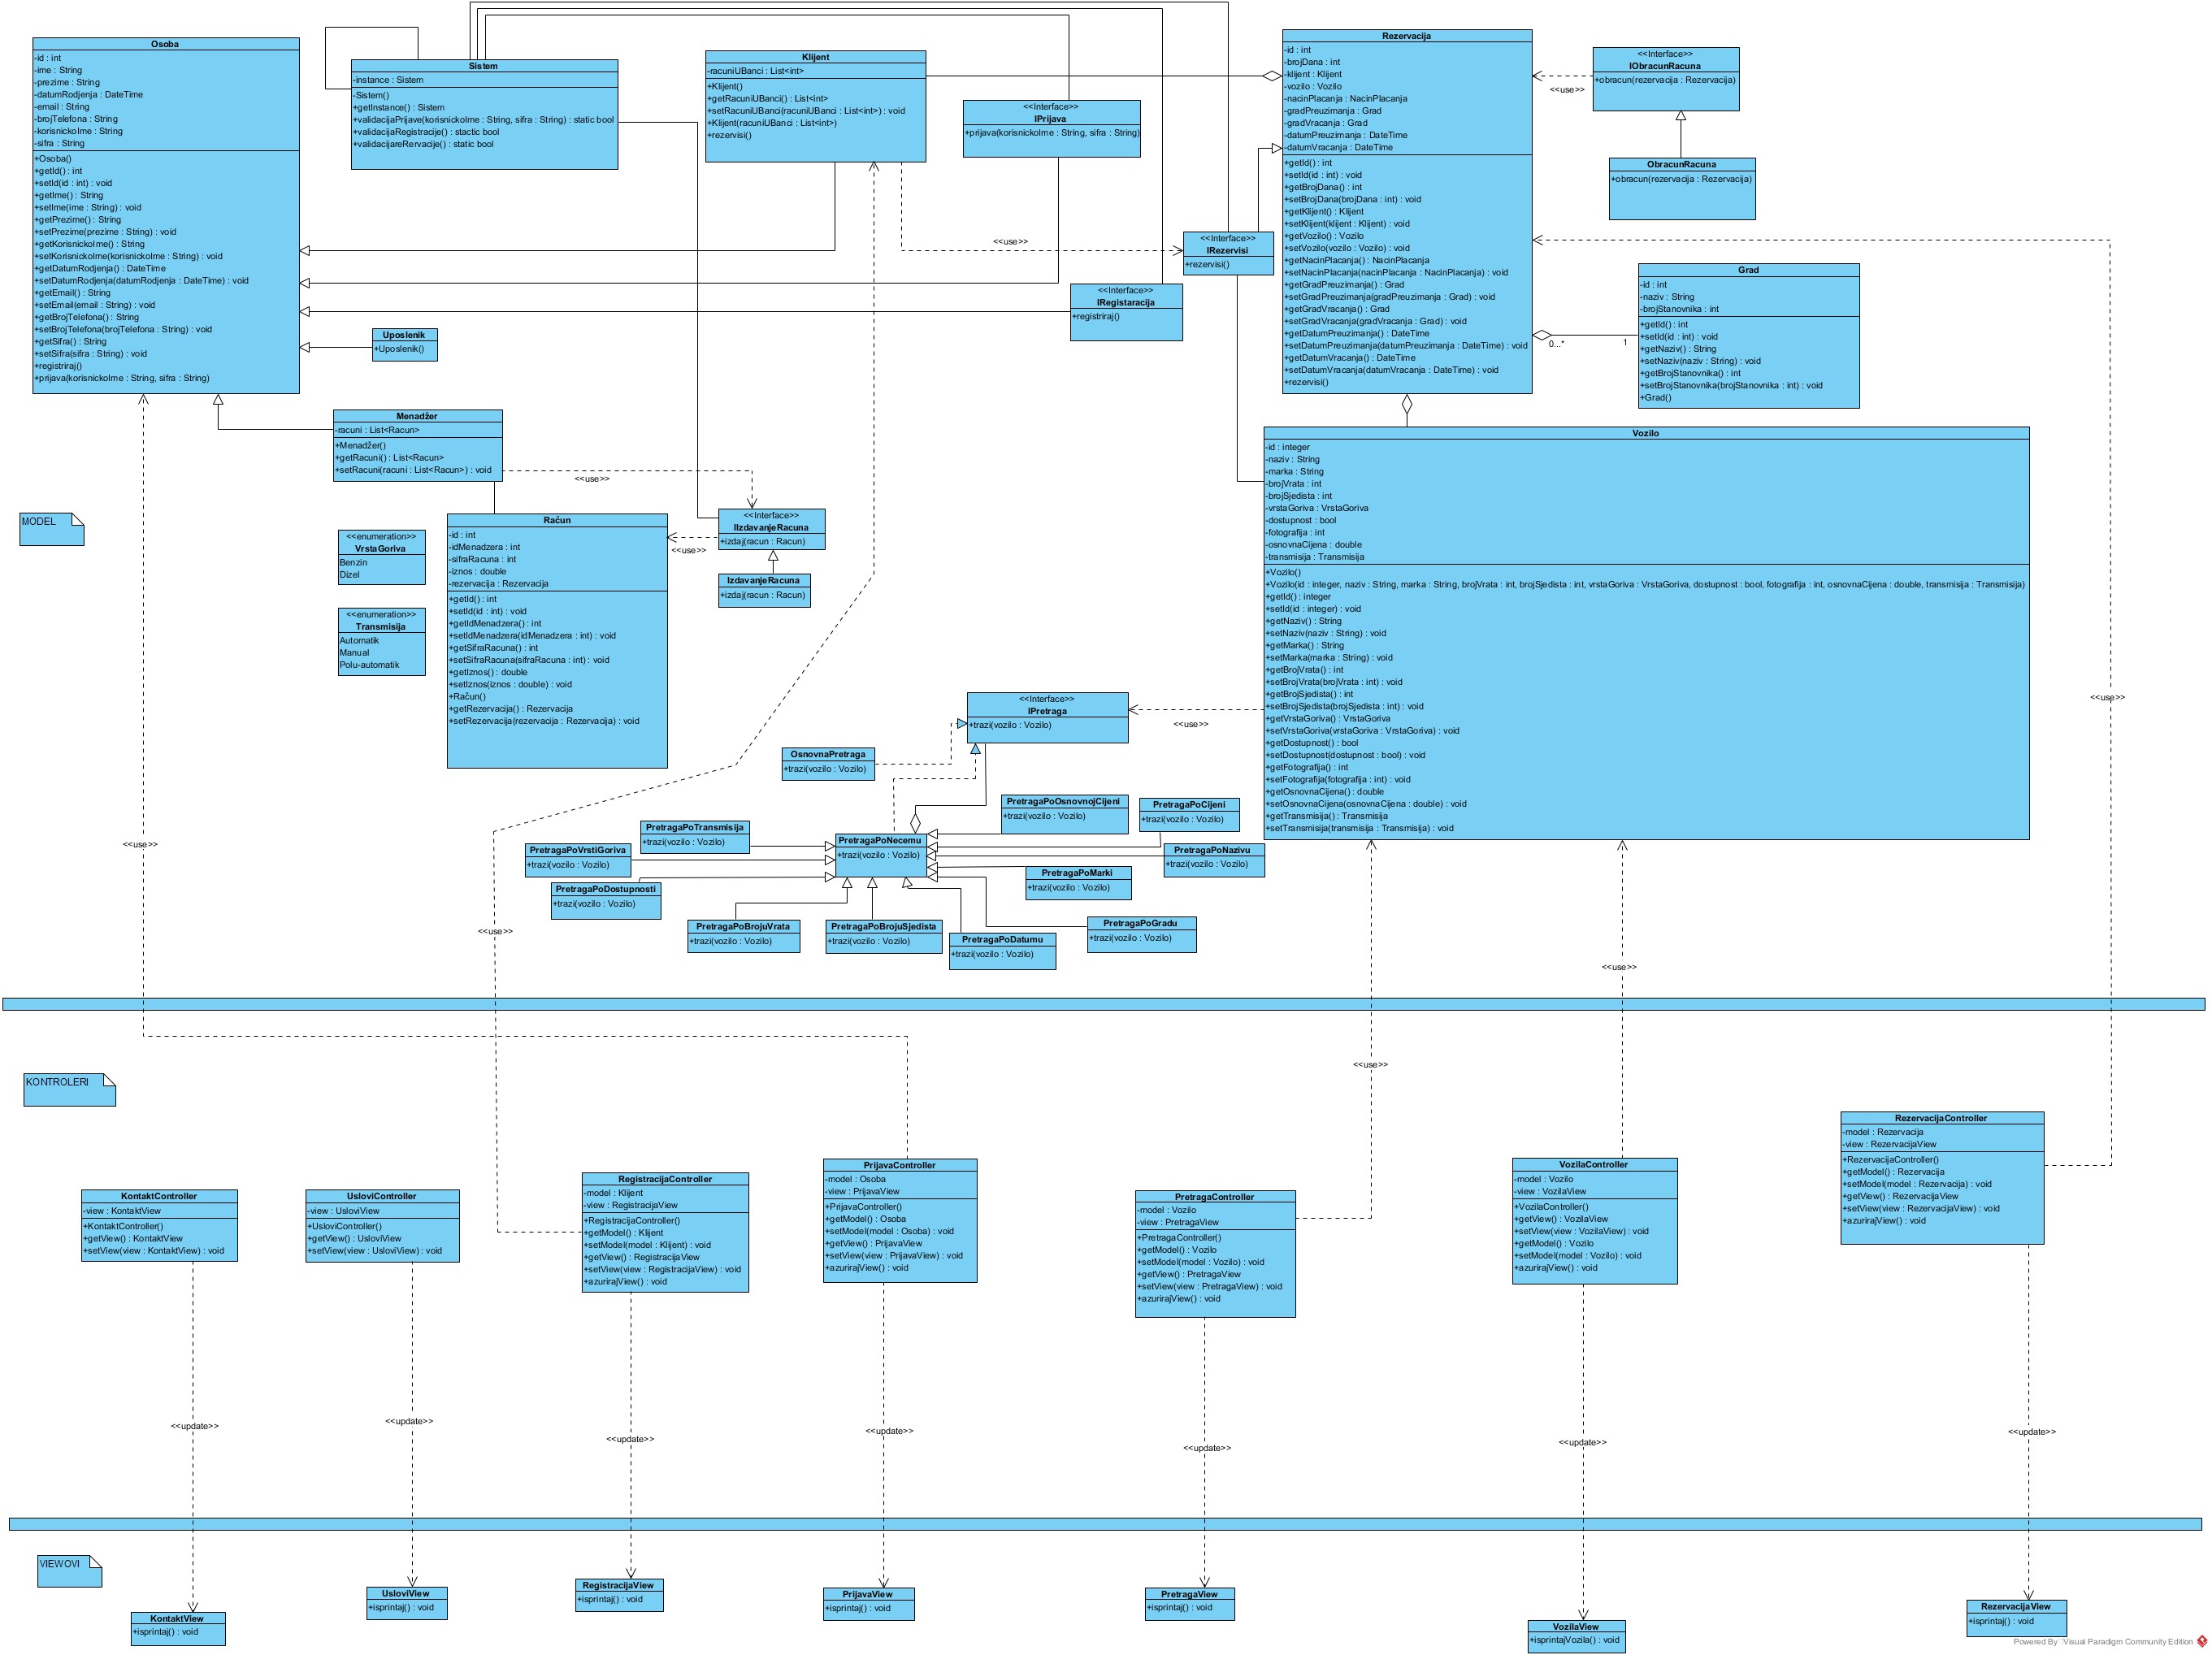 Osoba
-id : int
-ime : String
-prezime : String
-datumRodjenja : DateTime
-email : String
-brojTelefona : String
-korisnickoIme : String
-sifra : String
+Osoba()
+getId() : int
+setId(id : int) : void
+getIme() : String
+setIme(ime : String) : void
+getPrezime() : String
+setPrezime(prezime : String) : void
+getKorisnickoIme() : String
+setKorisnickoIme(korisnickoIme : String) : void
+getDatumRodjenja() : DateTime
+setDatumRodjenja(datumRodjenja : DateTime) : void
+getEmail() : String
+setEmail(email : String) : void
+getBrojTelefona() : String
+setBrojTelefona(brojTelefona : String) : void
+getSifra() : String
+setSifra(sifra : String) : void
+registriraj()
+prijava(korisnickoIme : String, sifra : String)
Sistem
-instance : Sistem
-Sistem()
+getInstance() : Sistem
+validacijaPrijave(korisnickoIme : String, sifra : String) : static bool
+validacijaRegistracije() : stactic bool
+validacijareRervacije() : static bool
Klijent
-racuniUBanci : List<int>
+Klijent()
+getRacuniUBanci() : List<int>
+setRacuniUBanci(racuniUBanci : List<int>) : void
+Klijent(racuniUBanci : List<int>)
+rezervisi()
<<Interface>>
IPrijava
+prijava(korisnickoIme : String, sifra : String)
<<use>>
<<Interface>>
IRezervisi
+rezervisi()
<<Interface>>
IRegistaracija
+registriraj()
Uposlenik
+Uposlenik()
Rezervacija
-id : int
-brojDana : int
-klijent : Klijent
-vozilo : Vozilo
-nacinPlacanja : NacinPlacanja
-gradPreuzimanja : Grad
-gradVracanja : Grad
-datumPreuzimanja : DateTime
-datumVracanja : DateTime
+getId() : int
+setId(id : int) : void
+getBrojDana() : int
+setBrojDana(brojDana : int) : void
+getKlijent() : Klijent
+setKlijent(klijent : Klijent) : void
+getVozilo() : Vozilo
+setVozilo(vozilo : Vozilo) : void
+getNacinPlacanja() : NacinPlacanja
+setNacinPlacanja(nacinPlacanja : NacinPlacanja) : void
+getGradPreuzimanja() : Grad
+setGradPreuzimanja(gradPreuzimanja : Grad) : void
+getGradVracanja() : Grad
+setGradVracanja(gradVracanja : Grad) : void
+getDatumPreuzimanja() : DateTime
+setDatumPreuzimanja(datumPreuzimanja : DateTime) : void
+getDatumVracanja() : DateTime
+setDatumVracanja(datumVracanja : DateTime) : void
+rezervisi()
<<use>>
<<Interface>>
IObracunRacuna
+obracun(rezervacija : Rezervacija)
ObracunRacuna
+obracun(rezervacija : Rezervacija)
Grad
-id : int
-naziv : String
-brojStanovnika : int
+getId() : int
+setId(id : int) : void
+getNaziv() : String
+setNaziv(naziv : String) : void
+getBrojStanovnika() : int
+setBrojStanovnika(brojStanovnika : int) : void
+Grad()
0...*
1
Menadžer
-racuni : List<Racun>
+Menadžer()
+getRacuni() : List<Racun>
+setRacuni(racuni : List<Racun>) : void
<<use>>
MODEL
<<enumeration>>
VrstaGoriva
Benzin
Dizel
<<enumeration>>
Transmisija
Automatik
Manual
Polu-automatik
Račun
-id : int
-idMenadzera : int
-sifraRacuna : int
-iznos : double
-rezervacija : Rezervacija
+getId() : int
+setId(id : int) : void
+getIdMenadzera() : int
+setIdMenadzera(idMenadzera : int) : void
+getSifraRacuna() : int
+setSifraRacuna(sifraRacuna : int) : void
+getIznos() : double
+setIznos(iznos : double) : void
+Račun()
+getRezervacija() : Rezervacija
+setRezervacija(rezervacija : Rezervacija) : void
<<use>>
<<Interface>>
IIzdavanjeRacuna
+izdaj(racun : Racun)
IzdavanjeRacuna
+izdaj(racun : Racun)
Vozilo
-id : integer
-naziv : String
-marka : String
-brojVrata : int
-brojSjedista : int
-vrstaGoriva : VrstaGoriva
-dostupnost : bool
-fotografija : int
-osnovnaCijena : double
-transmisija : Transmisija
+Vozilo()
+Vozilo(id : integer, naziv : String, marka : String, brojVrata : int, brojSjedista : int, vrstaGoriva : VrstaGoriva, dostupnost : bool, fotografija : int, osnovnaCijena : double, transmisija : Transmisija)
+getId() : integer
+setId(id : integer) : void
+getNaziv() : String
+setNaziv(naziv : String) : void
+getMarka() : String
+setMarka(marka : String) : void
+getBrojVrata() : int
+setBrojVrata(brojVrata : int) : void
+getBrojSjedista() : int
+setBrojSjedista(brojSjedista : int) : void
+getVrstaGoriva() : VrstaGoriva
+setVrstaGoriva(vrstaGoriva : VrstaGoriva) : void
+getDostupnost() : bool
+setDostupnost(dostupnost : bool) : void
+getFotografija() : int
+setFotografija(fotografija : int) : void
+getOsnovnaCijena() : double
+setOsnovnaCijena(osnovnaCijena : double) : void
+getTransmisija() : Transmisija
+setTransmisija(transmisija : Transmisija) : void
<<use>>
<<Interface>>
IPretraga
+trazi(vozilo : Vozilo)
<<use>>
OsnovnaPretraga
+trazi(vozilo : Vozilo)
PretragaPoOsnovnojCijeni
+trazi(vozilo : Vozilo)
PretragaPoCijeni
+trazi(vozilo : Vozilo)
PretragaPoTransmisija
+trazi(vozilo : Vozilo)
PretragaPoNecemu
+trazi(vozilo : Vozilo)
PretragaPoVrstiGoriva
+trazi(vozilo : Vozilo)
PretragaPoNazivu
+trazi(vozilo : Vozilo)
PretragaPoMarki
+trazi(vozilo : Vozilo)
PretragaPoDostupnosti
+trazi(vozilo : Vozilo)
PretragaPoBrojuVrata
+trazi(vozilo : Vozilo)
PretragaPoBrojuSjedista
+trazi(vozilo : Vozilo)
PretragaPoDatumu
+trazi(vozilo : Vozilo)
PretragaPoGradu
+trazi(vozilo : Vozilo)
<<use>>
<<use>>
<<use>>
<<use>>
KONTROLERI
KontaktController
-view : KontaktView
+KontaktController()
+getView() : KontaktView
+setView(view : KontaktView) : void
UsloviController
-view : UsloviView
+UsloviController()
+getView() : UsloviView
+setView(view : UsloviView) : void
RegistracijaController
-model : Klijent
-view : RegistracijaView
+RegistracijaController()
+getModel() : Klijent
+setModel(model : Klijent) : void
+getView() : RegistracijaView
+setView(view : RegistracijaView) : void
+azurirajView() : void
PrijavaController
-model : Osoba
-view : PrijavaView
+PrijavaController()
+getModel() : Osoba
+setModel(model : Osoba) : void
+getView() : PrijavaView
+setView(view : PrijavaView) : void
+azurirajView() : void
PretragaController
-model : Vozilo
-view : PretragaView
+PretragaController()
+getModel() : Vozilo
+setModel(model : Vozilo) : void
+getView() : PretragaView
+setView(view : PretragaView) : void
+azurirajView() : void
VozilaController
-model : Vozilo
-view : VozilaView
+VozilaController()
+getView() : VozilaView
+setView(view : VozilaView) : void
+getModel() : Vozilo
+setModel(model : Vozilo) : void
+azurirajView() : void
RezervacijaController
-model : Rezervacija
-view : RezervacijaView
+RezervacijaController()
+getModel() : Rezervacija
+setModel(model : Rezervacija) : void
+getView() : RezervacijaView
+setView(view : RezervacijaView) : void
+azurirajView() : void
<<update>>
<<update>>
<<update>>
<<update>>
<<update>>
<<update>>
<<update>>
VIEWOVI
KontaktView
+isprintaj() : void
UsloviView
+isprintaj() : void
RegistracijaView
+isprintaj() : void
PrijavaView
+isprintaj() : void
PretragaView
+isprintaj() : void
VozilaView
+isprintajVozila() : void
RezervacijaView
+isprintaj() : void
Powered By Visual Paradigm Community Edition